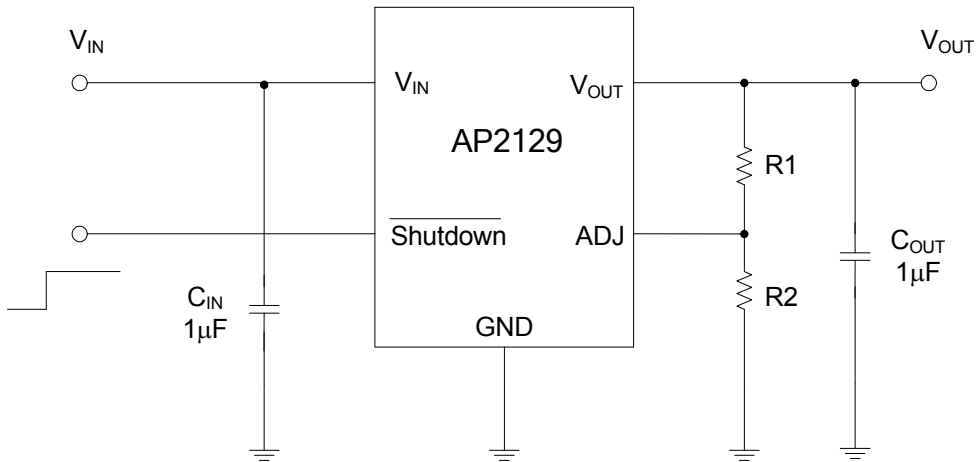 V_IN
V_OUT
V_IN
V_OUT
AP2129
R1
Shutdown
ADJ
C_OUT
1μF
C_IN
1μF
R2
GND